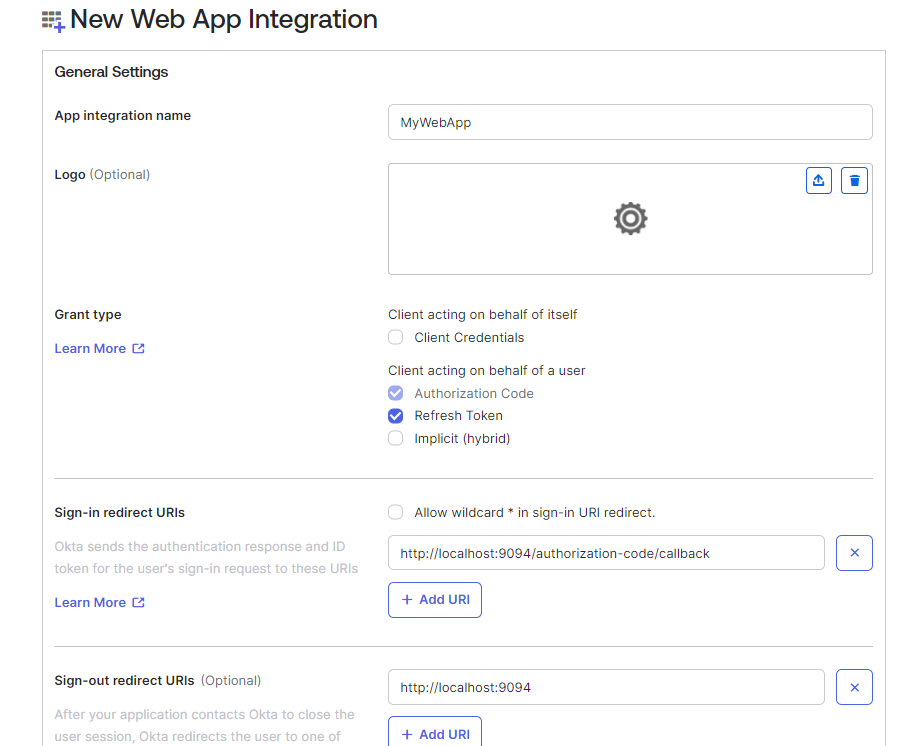 New Web App Integration
General Settings
App integration name
MyWebApp
Logo (Optional)
Grant type
Learn More
Client acting on behalf of itself
Client Credentials
Client acting on behalf of a user
Authorization Code
Refresh Token
Implicit (hybrid)
Sign-in redirect URIs
Okta sends the authentication response and ID
token for the user's sign-in request to these URIs
Learn More
Allow wildcard * in sign-in URI redirect.
http://localhost:9094/authorization-code/callback
+ Add URI
Sign-out redirect URIs (Optional)
After your application contacts Okta to close the
user session, Okta redirects the user to one of
http://localhost:9094
+ Add URI